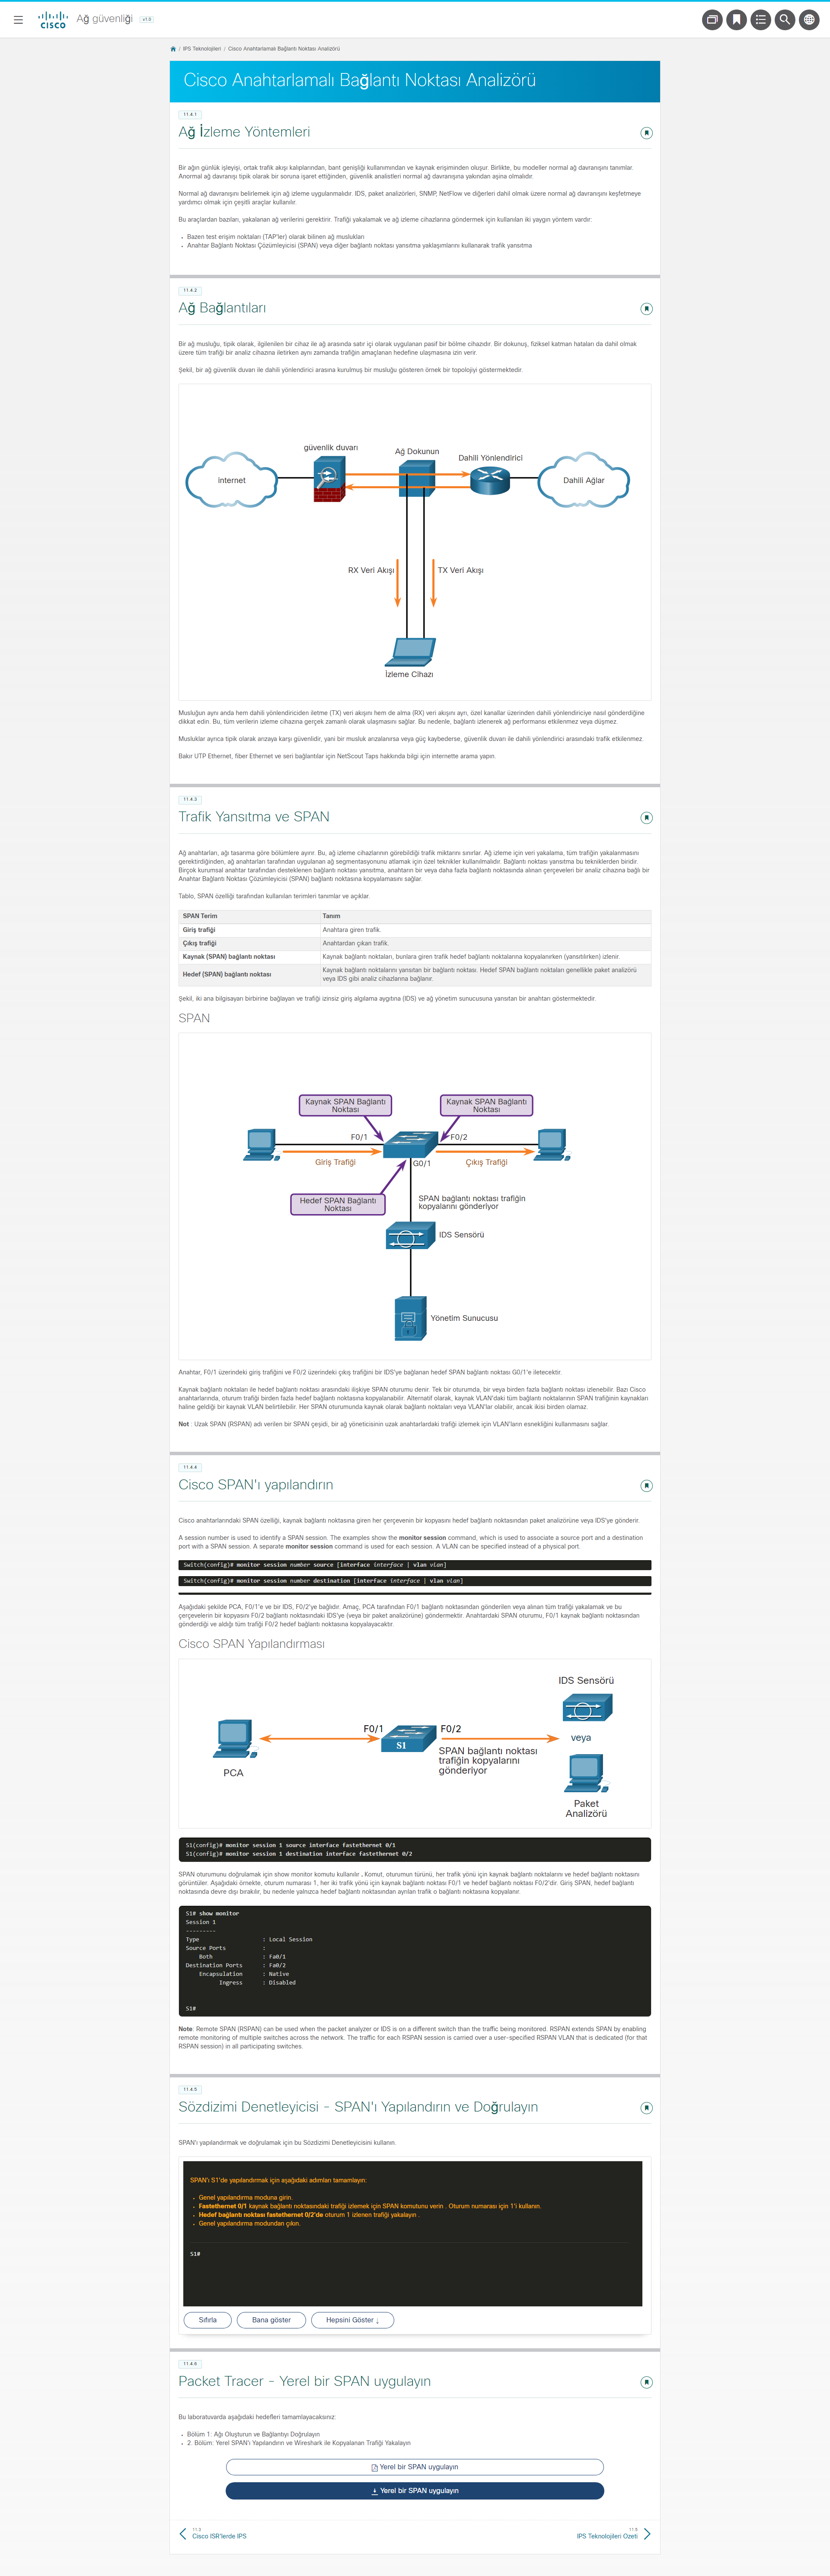 CISCO
Ağ güvenliği v1.0
/ IPS Teknolojileri / Cisco Anahtarlamalı Bağlantı Noktası Analizörü
Cisco Anahtarlamalı Bağlantı Noktası Analizörü
11.4.1
Ağ İzleme Yöntemleri
Bir ağın günlük işleyişi, ortak trafik akışı kalıplarından, bant genişliği kullanımından ve kaynak erişiminden oluşur. Birlikte, bu modeller normal ağ davranışını tanımlar.
Anormal ağ davranışı tipik olarak bir soruna işaret ettiğinden, güvenlik analistleri normal ağ davranışına yakından aşina olmalıdır.
Normal ağ davranışını belirlemek için ağ izleme uygulanmalıdır. IDS, paket analizörleri, SNMP, NetFlow ve diğerleri dahil olmak üzere normal ağ davranışını keşfetmeye
yardımcı olmak için çeşitli araçlar kullanılır.
Bu araçlardan bazıları, yakalanan ağ verilerini gerektirir. Trafiği yakalamak ve ağ izleme cihazlarına göndermek için kullanılan iki yaygın yöntem vardır:
• Bazen test erişim noktaları (TAP'ler) olarak bilinen ağ muslukları
• Anahtar Bağlantı Noktası Çözümleyicisi (SPAN) veya diğer bağlantı noktası yansıtma yaklaşımlarını kullanarak trafik yansıtma
11.4.2
Ağ Bağlantıları
Bir ağ musluğu, tipik olarak, ilgilenilen bir cihaz ile ağ arasında satır içi olarak uygulanan pasif bir bölme cihazıdır. Bir dokunuş, fiziksel katman hataları da dahil olmak
üzere tüm trafiği bir analiz cihazına iletirken aynı zamanda trafiğin amaçlanan hedefine ulaşmasına izin verir.
Şekil, bir ağ güvenlik duvarı ile dahili yönlendirici arasına kurulmuş bir musluğu gösteren örnek bir topolojiyi göstermektedir.
güvenlik duvarı
Ağ Dokunun
Dahili Yönlendirici
internet
Dahili Ağlar
RX Veri Akışı
TX Veri Akışı
İzleme Cihazı
Musluğun aynı anda hem dahili yönlendiriciden iletme (TX) veri akışını hem de alma (RX) veri akışını ayrı, özel kanallar üzerinden dahili yönlendiriciye nasıl gönderdiğine
dikkat edin. Bu, tüm verilerin izleme cihazına gerçek zamanlı olarak ulaşmasını sağlar. Bu nedenle, bağlantı izlenerek ağ performansı etkilenmez veya düşmez.
Musluklar ayrıca tipik olarak arızaya karşı güvenlidir, yani bir musluk arızalanırsa veya güç kaybederse, güvenlik duvarı ile dahili yönlendirici arasındaki trafik etkilenmez.
Bakır UTP Ethernet, fiber Ethernet ve seri bağlantılar için NetScout Taps hakkında bilgi için internette arama yapın.
11.4.3
Trafik Yansıtma ve SPAN
Ağ anahtarları, ağı tasarıma göre bölümlere ayırır. Bu, ağ izleme cihazlarının görebildiği trafik miktarını sınırlar. Ağ izleme için veri yakalama, tüm trafiğin yakalanmasını
gerektirdiğinden, ağ anahtarları tarafından uygulanan ağ segmentasyonunu atlamak için özel teknikler kullanılmalıdır. Bağlantı noktası yansıtma bu tekniklerden biridir.
Birçok kurumsal anahtar tarafından desteklenen bağlantı noktası yansıtma, anahtarın bir veya daha fazla bağlantı noktasında alınan çerçeveleri bir analiz cihazına bağlı bir
Anahtar Bağlantı Noktası Çözümleyicisi (SPAN) bağlantı noktasına kopyalamasını sağlar.
Tablo, SPAN özelliği tarafından kullanılan terimleri tanımlar ve açıklar.
SPAN Terim Tanım
Giriş trafiği Anahtara giren trafik.
Çıkış trafiği Anahtardan çıkan trafik.
Kaynak (SPAN) bağlantı noktası Kaynak bağlantı noktaları, bunlara giren trafik hedef bağlantı noktalarına kopyalanırken (yansıtılırken) izlenir.
Hedef (SPAN) bağlantı noktası Kaynak bağlantı noktalarını yansıtan bir bağlantı noktası. Hedef SPAN bağlantı noktaları genellikle paket analizörü
veya IDS gibi analiz cihazlarına bağlanır.
Şekil, iki ana bilgisayarı birbirine bağlayan ve trafiği izinsiz giriş algılama aygıtına (IDS) ve ağ yönetim sunucusuna yansıtan bir anahtarı göstermektedir.
SPAN
Kaynak SPAN Bağlantı
Noktası
Kaynak SPAN Bağlantı
Noktası
F0/1
F0/2
Giriş Trafiği
G0/1
Çıkış Trafiği
Hedef SPAN Bağlantı
Noktası
SPAN bağlantı noktası trafiğin
kopyalarını gönderiyor
IDS Sensörü
Yönetim Sunucusu
Anahtar, F0/1 üzerindeki giriş trafiğini ve F0/2 üzerindeki çıkış trafiğini bir IDS'ye bağlanan hedef SPAN bağlantı noktası G0/1'e iletecektir.
Kaynak bağlantı noktaları ile hedef bağlantı noktası arasındaki ilişkiye SPAN oturumu denir. Tek bir oturumda, bir veya birden fazla bağlantı noktası izlenebilir. Bazı Cisco
anahtarlarında, oturum trafiği birden fazla hedef bağlantı noktasına kopyalanabilir. Alternatif olarak, kaynak VLAN'daki tüm bağlantı noktalarının SPAN trafiğinin kaynakları
haline geldiği bir kaynak VLAN belirtilebilir. Her SPAN oturumunda kaynak olarak bağlantı noktaları veya VLAN'lar olabilir, ancak ikisi birden olamaz.
Not : Uzak SPAN (RSPAN) adı verilen bir SPAN çeşidi, bir ağ yöneticisinin uzak anahtarlardaki trafiği izlemek için VLAN'ların esnekliğini kullanmasını sağlar.
11.4.4
Cisco SPAN'ı yapılandırın
Cisco anahtarlarındaki SPAN özelliği, kaynak bağlantı noktasına giren her çerçevenin bir kopyasını hedef bağlantı noktasından paket analizörüne veya IDS'ye gönderir.
A session number is used to identify a SPAN session. The examples show the monitor session command, which is used to associate a source port and a destination
port with a SPAN session. A separate monitor session command is used for each session. A VLAN can be specified instead of a physical port.
Switch(config)# monitor session number source [interface interface | vlan vlan]
Switch(config)# monitor session number destination [interface interface | vlan vlan]
Aşağıdaki şekilde PCA, F0/1'e ve bir IDS, F0/2'ye bağlıdır. Amaç, PCA tarafından F0/1 bağlantı noktasından gönderilen veya alınan tüm trafiği yakalamak ve bu
çerçevelerin bir kopyasını F0/2 bağlantı noktasındaki IDS'ye (veya bir paket analizörüne) göndermektir. Anahtardaki SPAN oturumu, F0/1 kaynak bağlantı noktasından
gönderdiği ve aldığı tüm trafiği F0/2 hedef bağlantı noktasına kopyalayacaktır.
Cisco SPAN Yapılandırması
IDS Sensörü
F0/1
F0/2
S1
veya
PCA
SPAN bağlantı noktası
trafiğin kopyalarını
gönderiyor
Paket
Analizörü
S1(config)# monitor session 1 source interface fastethernet 0/1
S1(config)# monitor session 1 destination interface fastethernet 0/2
SPAN oturumunu doğrulamak için show monitor komutu kullanılır . Komut, oturumun türünü, her trafik yönü için kaynak bağlantı noktalarını ve hedef bağlantı noktasını
görüntüler. Aşağıdaki örnekte, oturum numarası 1, her iki trafik yönü için kaynak bağlantı noktası F0/1 ve hedef bağlantı noktası F0/2'dir. Giriş SPAN, hedef bağlantı
noktasında devre dışı bırakılır, bu nedenle yalnızca hedef bağlantı noktasından ayrılan trafik o bağlantı noktasına kopyalanır.
S1# show monitor
Session 1
---------
Type : Local Session
Source Ports :
Both : Fa0/1
Destination Ports : Fa0/2
Encapsulation : Native
Ingress : Disabled
S1#
Note: Remote SPAN (RSPAN) can be used when the packet analyzer or IDS is on a different switch than the traffic being monitored. RSPAN extends SPAN by enabling
remote monitoring of multiple switches across the network. The traffic for each RSPAN session is carried over a user-specified RSPAN VLAN that is dedicated (for that
RSPAN session) in all participating switches.
11.4.5
Sözdizimi Denetleyicisi - SPAN'ı Yapılandırın ve Doğrulayın
SPAN'ı yapılandırmak ve doğrulamak için bu Sözdizimi Denetleyicisini kullanın.
SPAN'ı S1'de yapılandırmak için aşağıdaki adımları tamamlayın:
• Genel yapılandırma moduna girin.
• Fastethernet 0/1 kaynak bağlantı noktasındaki trafiği izlemek için SPAN komutunu verin . Oturum numarası için 1'i kullanın.
• Hedef bağlantı noktası fastethernet 0/2'de oturum 1 izlenen trafiği yakalayın .
• Genel yapılandırma modundan çıkın.
S1#
Sıfırla
Bana göster
Hepsini Göster ↓
11.4.6
Packet Tracer - Yerel bir SPAN uygulayın
Bu laboratuvarda aşağıdaki hedefleri tamamlayacaksınız:
• Bölüm 1: Ağı Oluşturun ve Bağlantıyı Doğrulayın
• 2. Bölüm: Yerel SPAN'ı Yapılandırın ve Wireshark ile Kopyalanan Trafiği Yakalayın
Yerel bir SPAN uygulayın
Yerel bir SPAN uygulayın
11.3
Cisco ISR'lerde IPS
11.5
IPS Teknolojileri Özeti